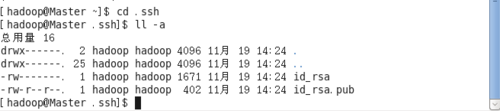 [hadoop@Master ~]$ cd .ssh
[hadoop@Master .ssh]$ ll -a
总用量 16
drwx------.  2 hadoop hadoop 4096 11月 19 14:24 .
drwx------. 25 hadoop hadoop 4096 11月 19 14:24 ..
-rw-------.  1 hadoop hadoop 1671 11月 19 14:24 id_rsa
-rw-r--r--.  1 hadoop hadoop  402 11月 19 14:24 id_rsa.pub
[hadoop@Master .ssh]$